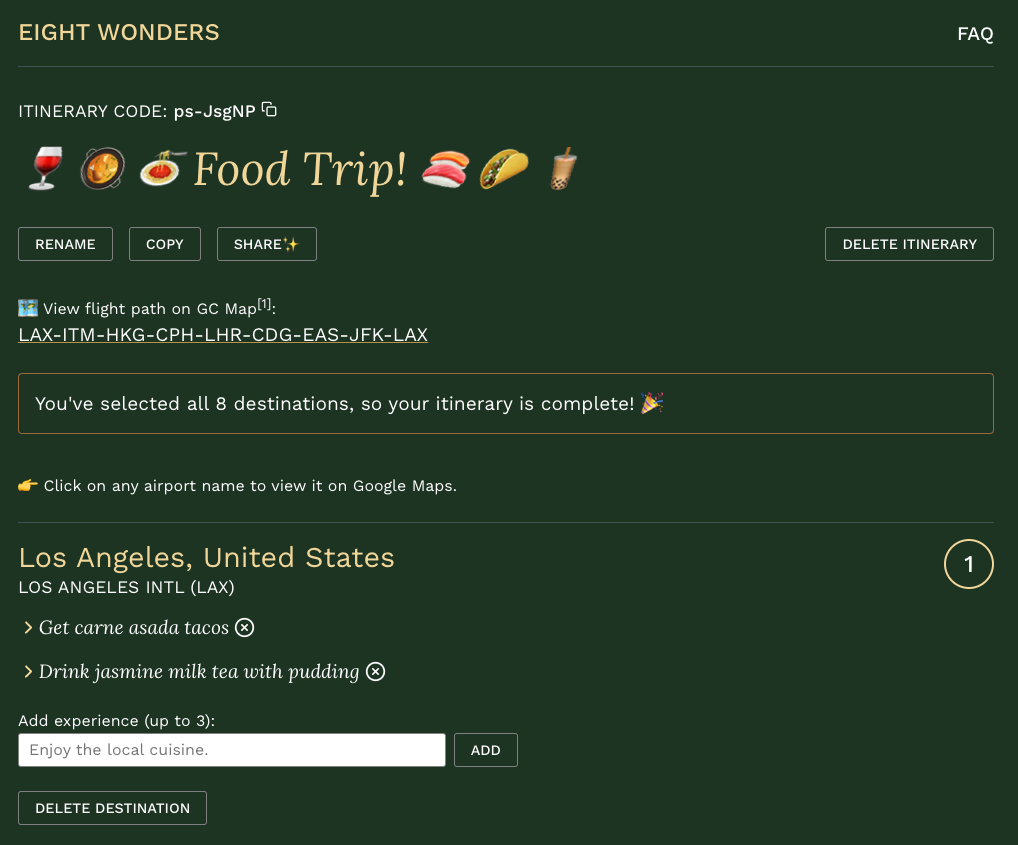 EIGHT WONDERS
FAQ
ITINERARY CODE: ps-JsgNP
🍷 🥘 🍝 Food Trip! 🍣 🌮 🧋
RENAME
COPY
SHARE✨
DELETE ITINERARY
🗺️ View flight path on GC Map[1]:
LAX-ITM-HKG-CPH-LHR-CDG-EAS-JFK-LAX
You've selected all 8 destinations, so your itinerary is complete! 🎉
👉 Click on any airport name to view it on Google Maps.
Los Angeles, United States
1
LOS ANGELES INTL (LAX)
Get carne asada tacos
Drink jasmine milk tea with pudding
Add experience (up to 3):
Enjoy the local cuisine.
ADD
DELETE DESTINATION